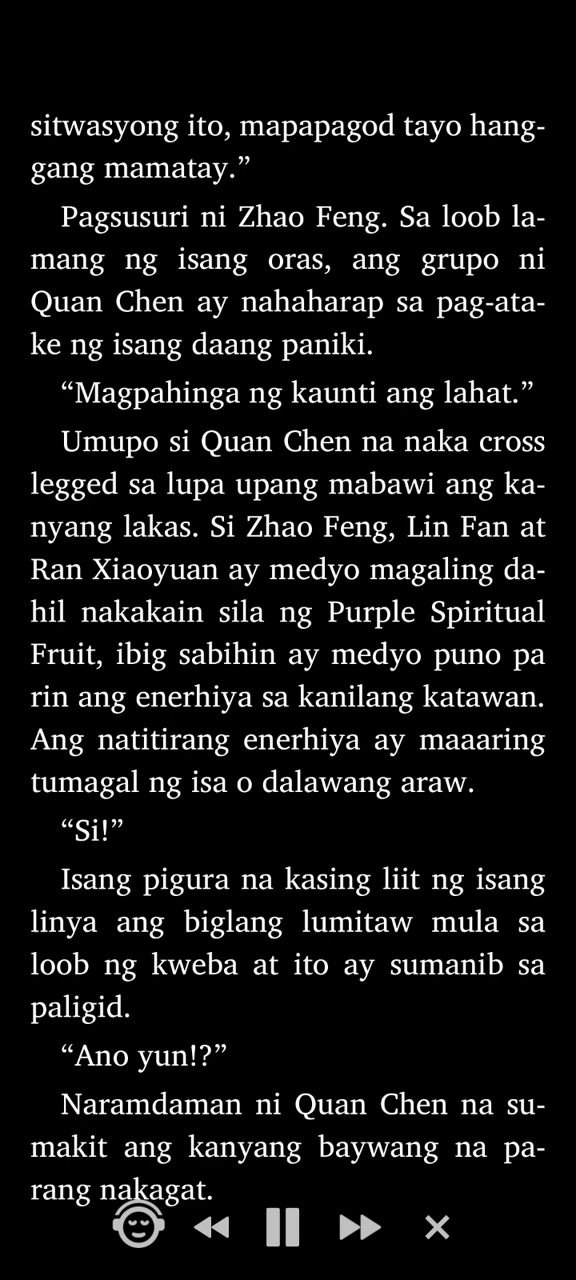 sitwasyong ito, mapapagod tayo hang-
gang mamatay.”
Pagsusuri ni Zhao Feng. Sa loob la-
mang ng isang oras, ang grupo ni
Quan Chen ay nahaharap sa pag-ata-
ke ng isang daang paniki.
“Magpahinga ng kaunti ang lahat.”
Umupo si Quan Chen na naka cross
legged sa lupa upang mabawi ang ka-
nyang lakas. Si Zhao Feng, Lin Fan at
Ran Xiaoyuan ay medyo magaling da-
hil nakakain sila ng Purple Spiritual
Fruit, ibig sabihin ay medyo puno pa
rin ang enerhiya sa kanilang katawan.
Ang natitirang enerhiya ay maaaring
tumagal ng isa o dalawang araw.
“Si!”
Isang pigura na kasing liit ng isang
linya ang biglang lumitaw mula sa
loob ng kweba at ito ay sumanib sa
paligid.
“Ano yun!?”
Naramdaman ni Quan Chen na su-
makit ang kanyang baywang na pa-
rang nakagat.